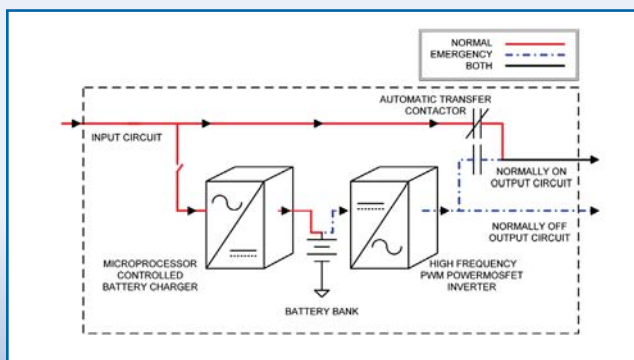 NORMAL
EMERGENCY
BOTH
AUTOMATIC TRANSFER
CONTACTOR
INPUT CIRCUIT
NORMALLY ON
OUTPUT CIRCUIT
NORMALLY OFF
OUTPUT CIRCUIT
MICROPROCESSOR
CONTROLLED
BATTERY CHARGER
HIGH FREQUENCY
PWM POWERMOSFET
INVERTER
BATTERY BANK